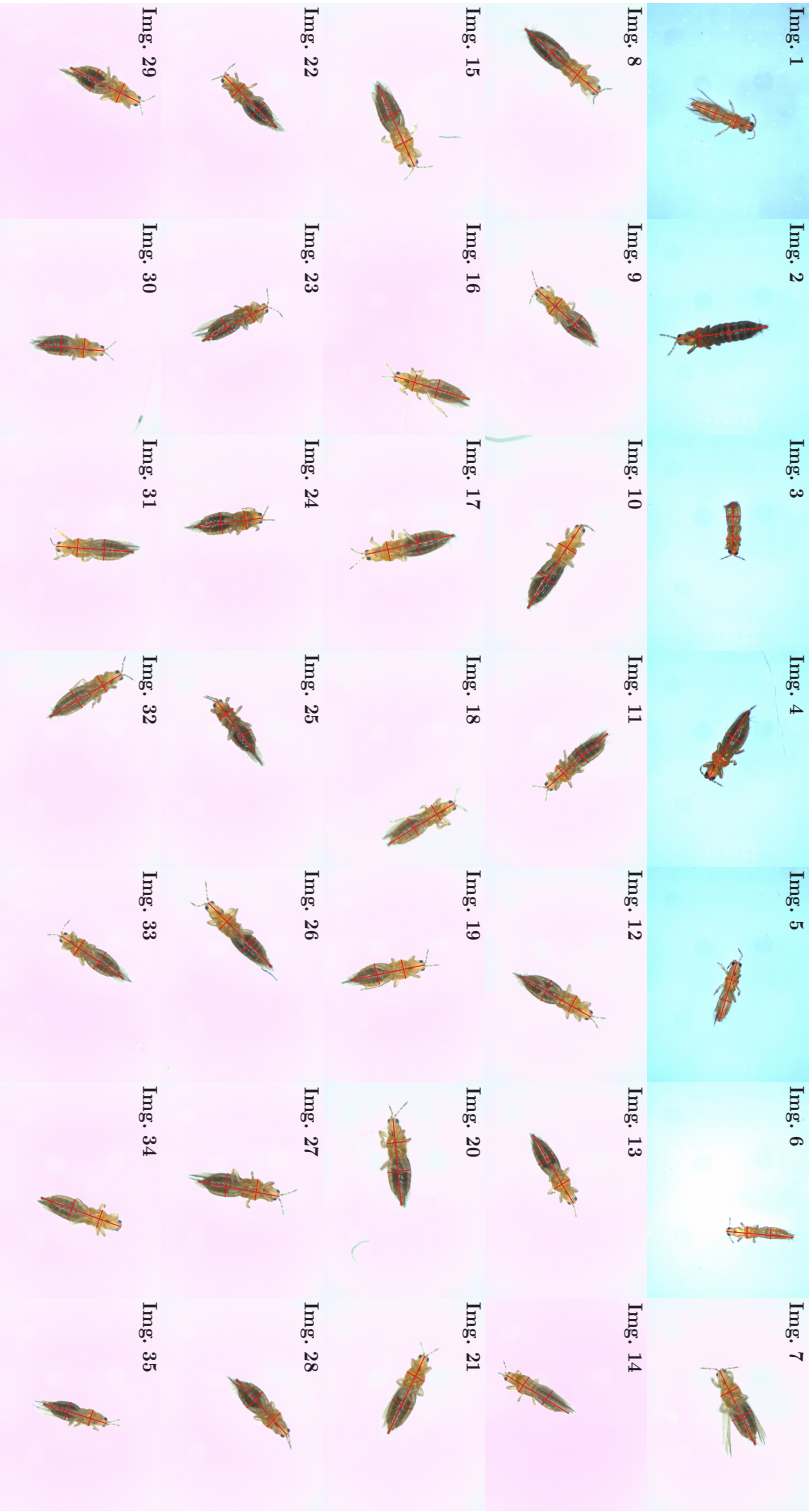 Img. 1
Img. 2
Img. 3
Img. 4
Img. 5
Img. 6
Img. 7
Img. 8
Img. 9
Img. 10
Img. 11
Img. 12
Img. 13
Img. 14
Img. 15
Img. 16
Img. 17
Img. 18
Img. 19
Img. 20
Img. 21
Img. 22
Img. 23
Img. 24
Img. 25
Img. 26
Img. 27
Img. 28
Img. 29
Img. 30
Img. 31
Img. 32
Img. 33
Img. 34
Img. 35